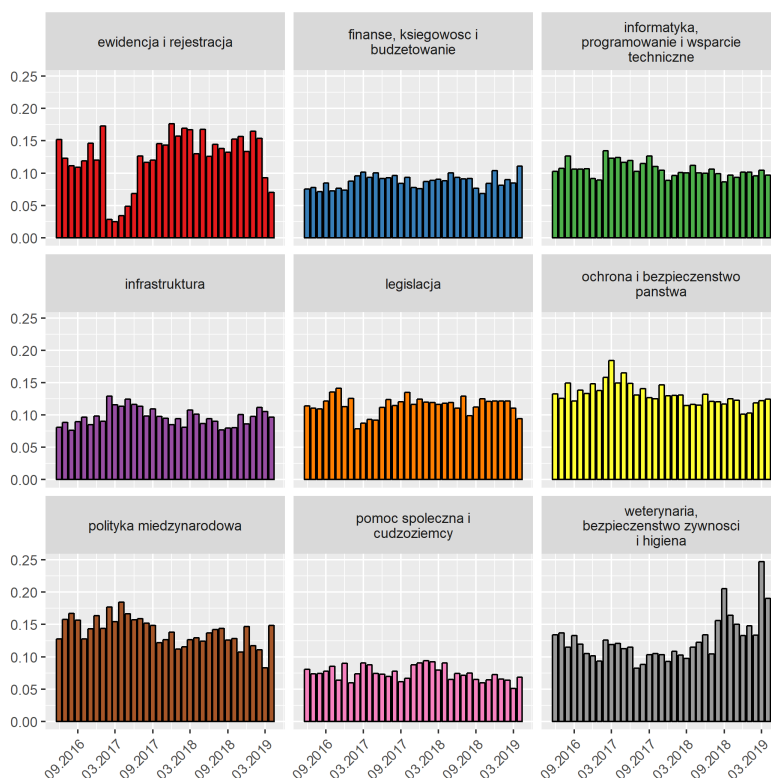 ewidencja i rejestracja
finanse, ksiegowosc i
budzetowanie
informatyka,
programowanie i wsparcie
techniczne
0.25
0.20
0.15
0.10
0.05
0.00
infrastruktura
legislacja
ochrona i bezpieczenstwo
panstwa
0.25
0.20
0.15
0.10
0.05
0.00
polityka miedzynarodowa
pomoc spoleczna i
cudzoziemcy
weterynaria,
bezpieczenstwo zywnosci
i higiena
0.25
0.20
0.15
0.10
0.05
0.00
09.2016
03.2017
09.2017
03.2018
09.2018
03.2019
09.2016
03.2017
09.2017
03.2018
09.2018
03.2019
09.2016
03.2017
09.2017
03.2018
09.2018
03.2019